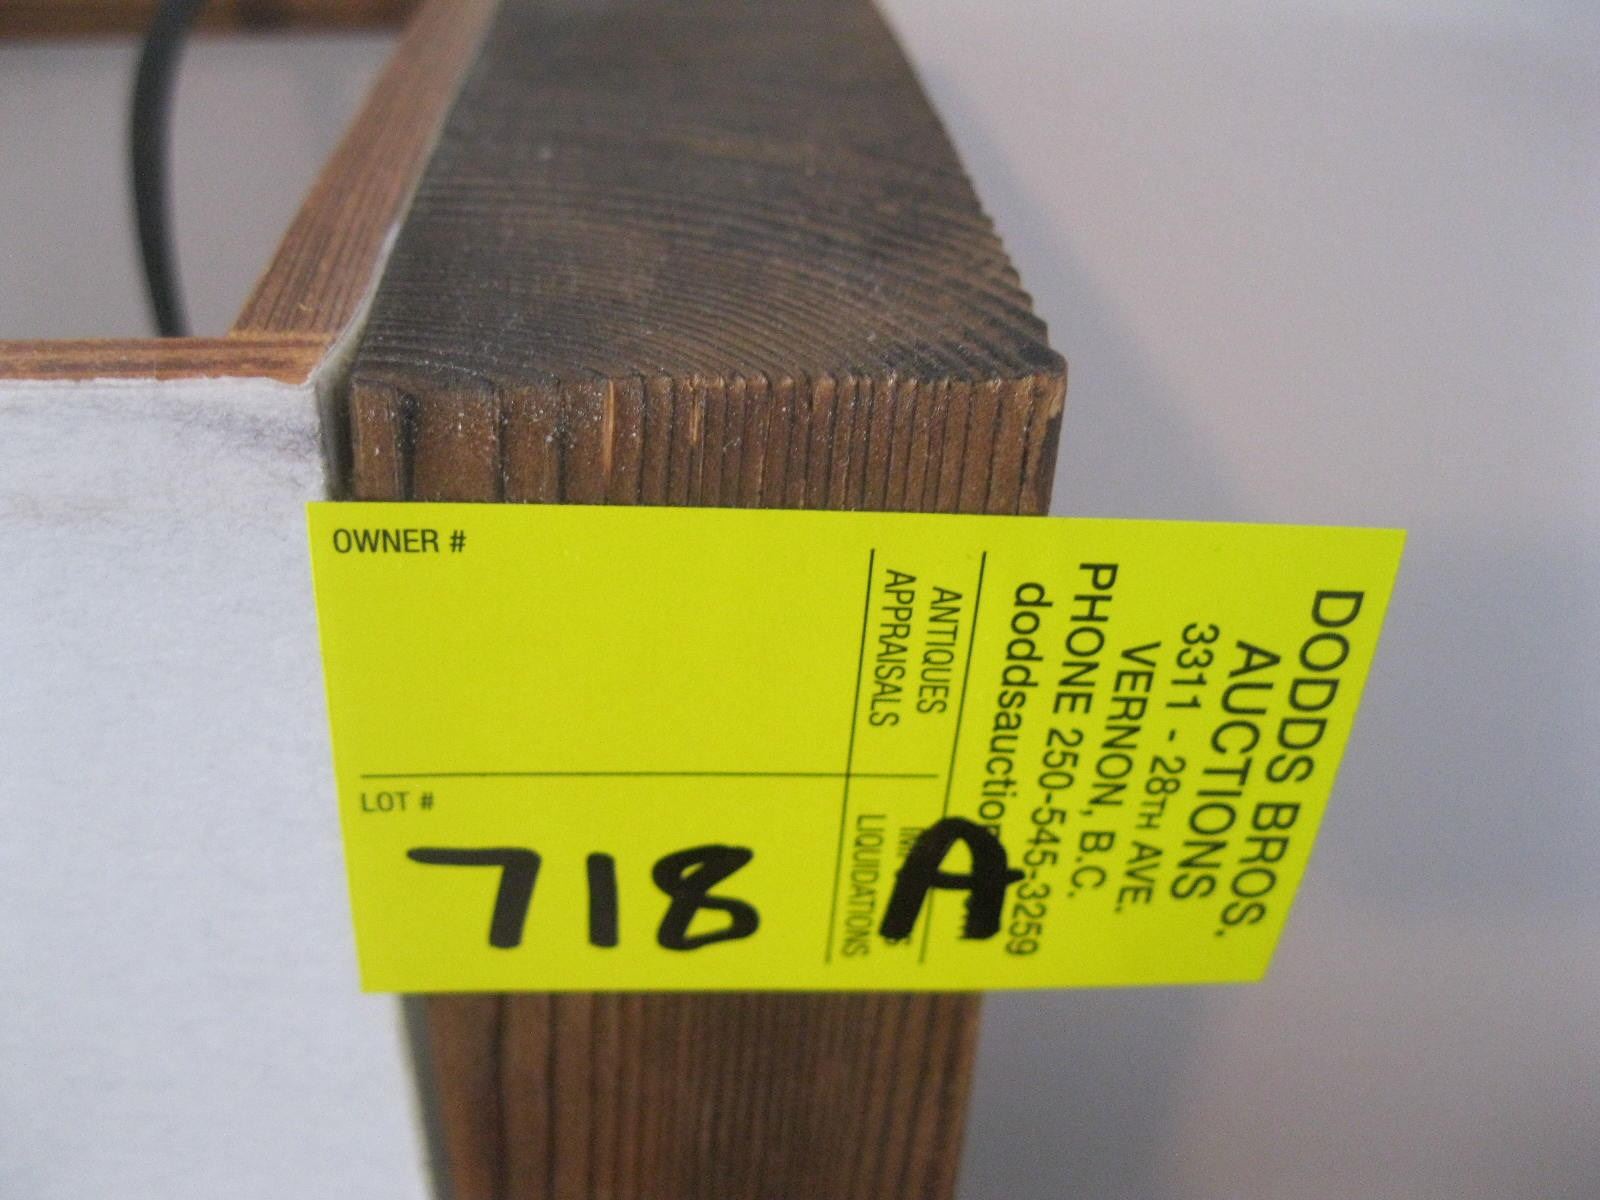 DODDS BROS.
AUCTIONS
3311 - 28TH AVE.
VERNON, B.C.
PHONE 250-545-3259
ANTIQUES
APPRAISALS
LIQUIDATIONS
OWNER #
LOT #
718 A